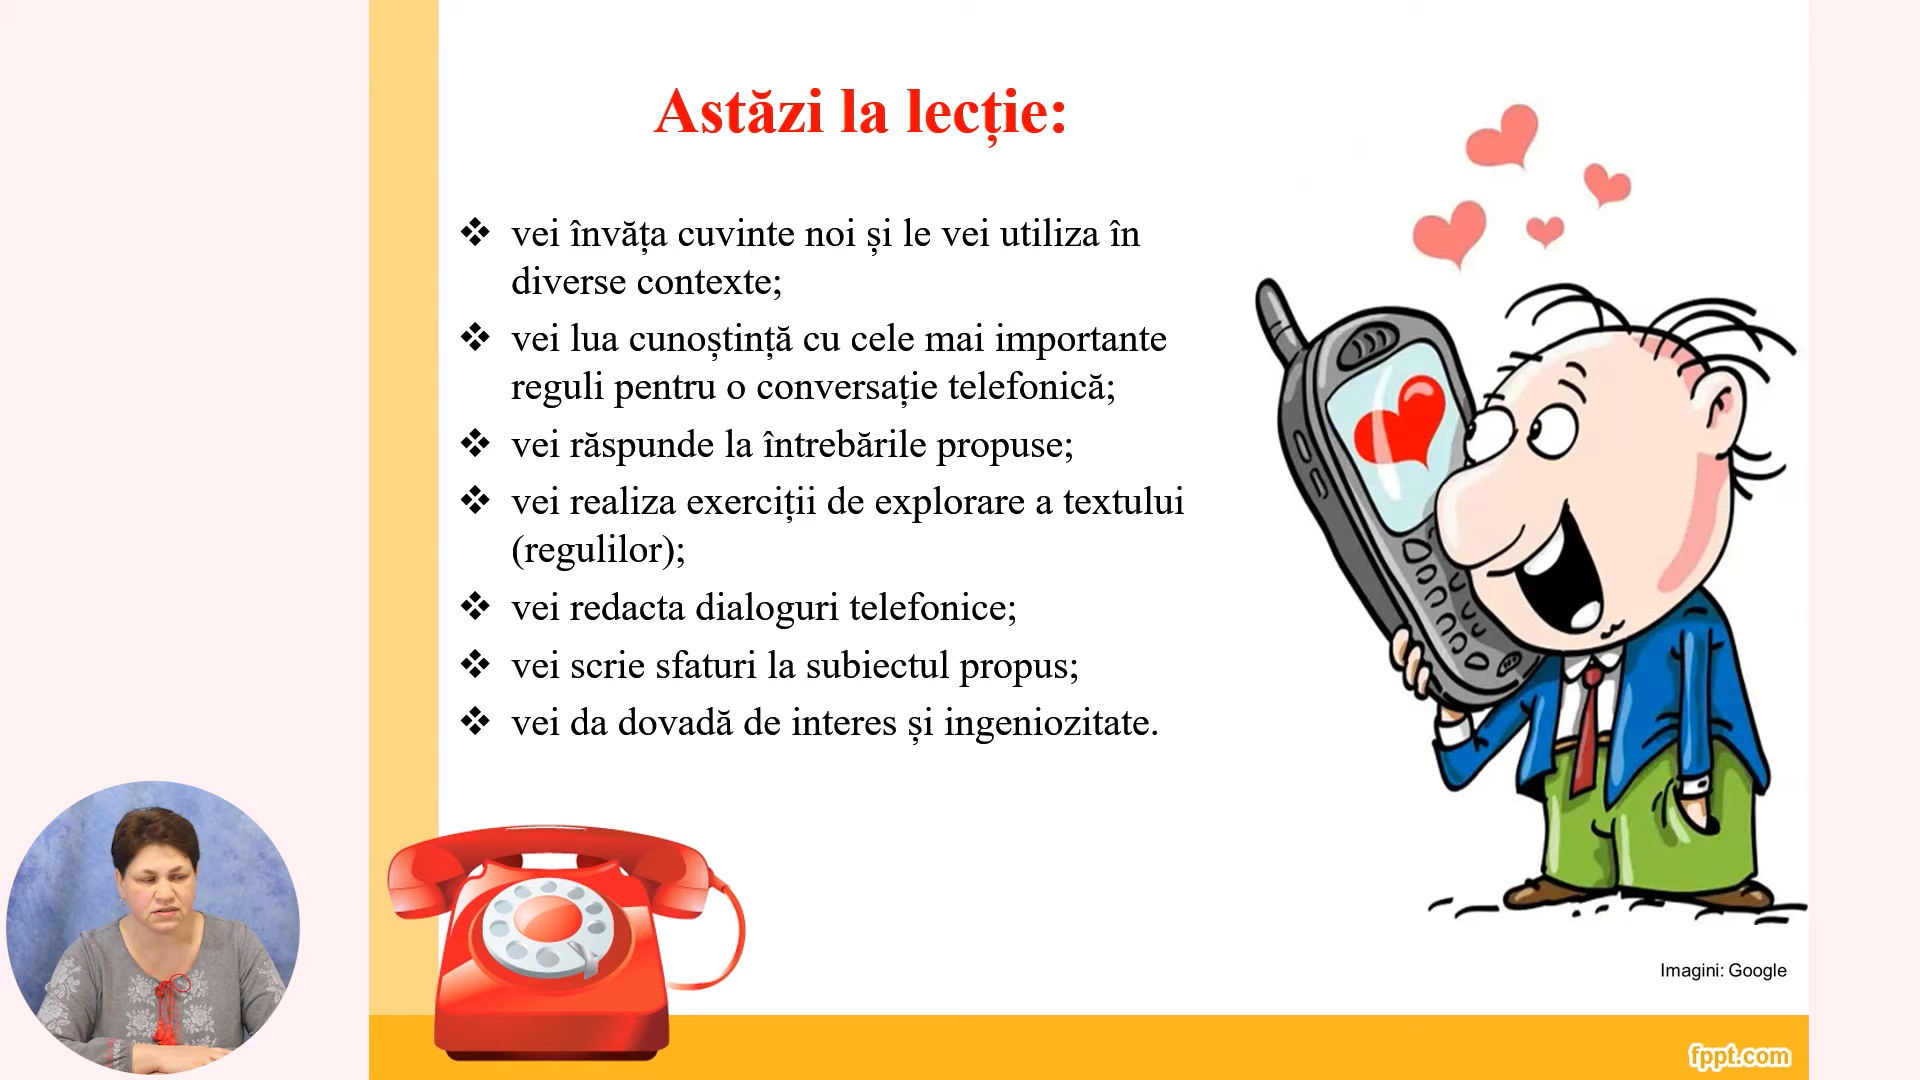 Astăzi la lecție:
❖ vei învăța cuvinte noi și le vei utiliza în
diverse contexte;
❖ vei lua cunoștință cu cele mai importante
reguli pentru o conversație telefonică;
❖ vei răspunde la întrebările propuse;
❖ vei realiza exerciții de explorare a textului
(regulilor);
❖ vei redacta dialoguri telefonice;
❖ vei scrie sfaturi la subiectul propus;
❖ vei da dovadă de interes și ingeniozitate.
Imagini: Google
fppt.com